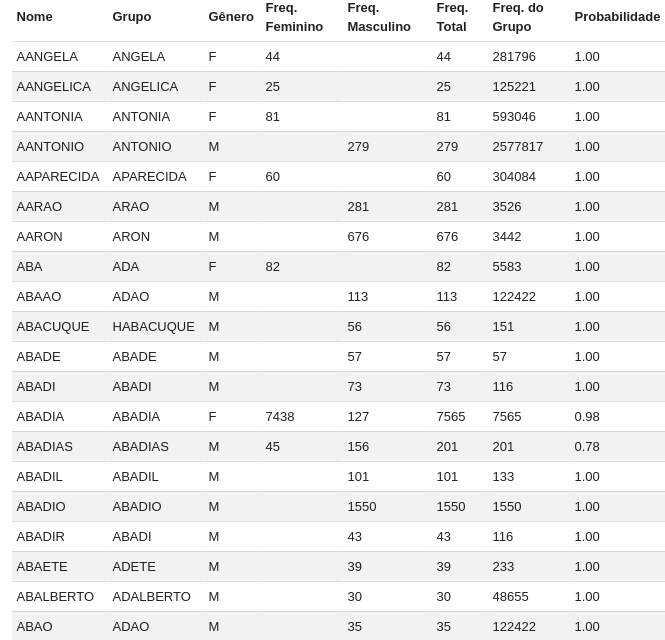 Nome Grupo Gênero Freq. Feminino Freq. Masculino Freq. Total Freq. do Grupo Probabilidade
AANGELA ANGELA F 44 44 281796 1.00
AANGELICA ANGELICA F 25 25 125221 1.00
AANTONIA ANTONIA F 81 81 593046 1.00
AANTONIO ANTONIO M 279 279 2577817 1.00
AAPARECIDA APARECIDA F 60 60 304084 1.00
AARAO ARAO M 281 281 3526 1.00
AARON ARON M 676 676 3442 1.00
ABA ADA F 82 82 5583 1.00
ABAAO ADAO M 113 113 122422 1.00
ABACUQUE HABACUQUE M 56 56 151 1.00
ABADE ABADE M 57 57 57 1.00
ABADI ABADI M 73 73 116 1.00
ABADIA ABADIA F 7438 127 7565 7565 0.98
ABADIAS ABADIAS M 45 156 201 201 0.78
ABADIL ABADIL M 101 101 133 1.00
ABADIO ABADIO M 1550 1550 1550 1.00
ABADIR ABADI M 43 43 116 1.00
ABAETE ADETE M 39 39 233 1.00
ABALBERTO ADALBERTO M 30 30 48655 1.00
ABAO ADAO M 35 35 122422 1.00